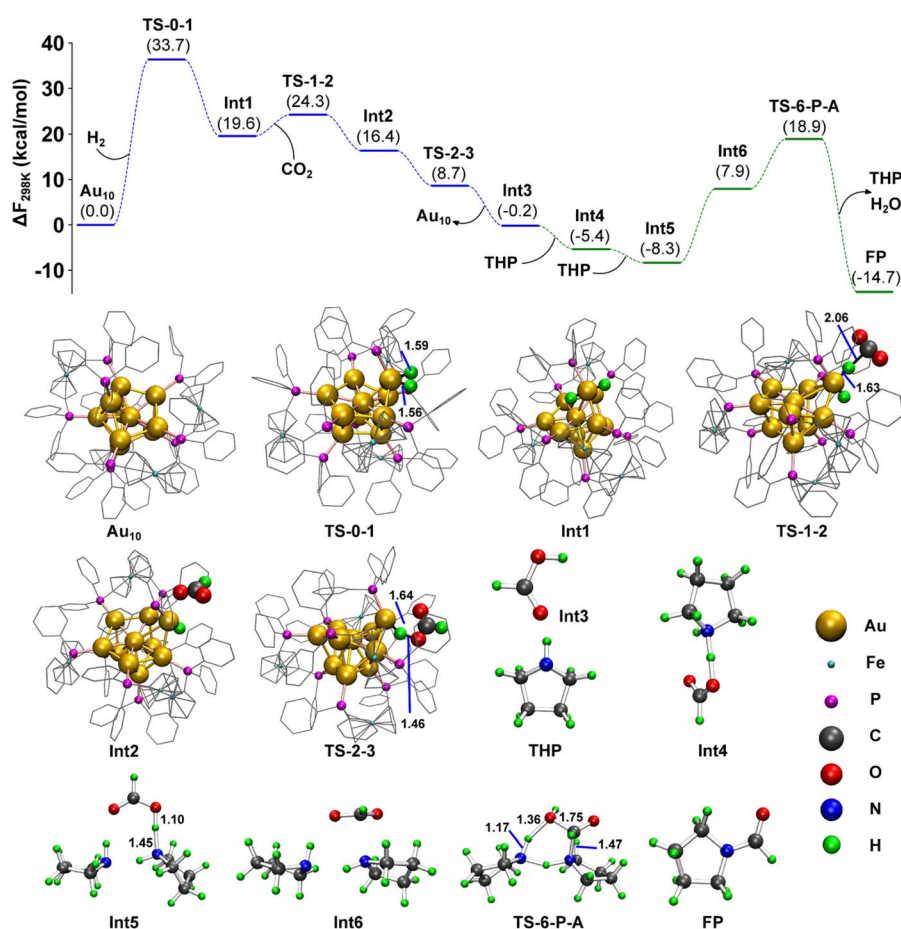 TS-0-1
(33.7)
TS-1-2
(24.3)
Int1
(19.6)
Int2
(16.4)
TS-2-3
(8.7)
Int3
(-0.2)
Int4
(-5.4)
Int5
(-8.3)
Int6
(7.9)
TS-6-P-A
(18.9)
FP
(-14.7)
Au10
(0.0)
H2
CO2
Au10
THP
THP
THP
H2O
ΔF298K (kcal/mol)
40
30
20
10
0
-10
1.59
1.56
2.06
1.63
Au10
TS-0-1
Int1
TS-1-2
1.64
1.46
Int2
TS-2-3
Int3
THP
Int4
Au
Fe
P
C
O
N
H
1.10
1.45
1.36
1.75
1.17
1.47
Int5
Int6
TS-6-P-A
FP